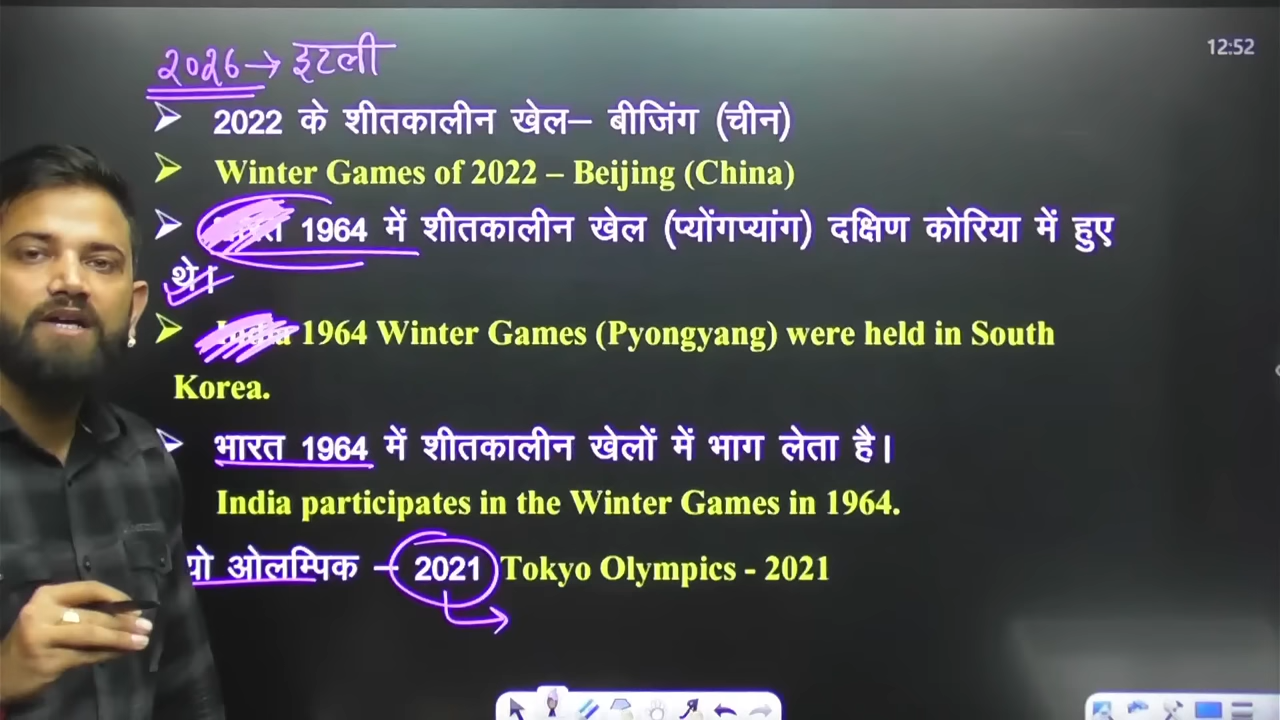 12:52
२०२६ → इटली
2022 के शीतकालीन खेल– बीजिंग (चीन)
Winter Games of 2022 – Beijing (China)
1964 में शीतकालीन खेल (प्योंगप्यांग) दक्षिण कोरिया में हुए
थे।
India 1964 Winter Games (Pyongyang) were held in South
Korea.
भारत 1964 में शीतकालीन खेलों में भाग लेता है।
India participates in the Winter Games in 1964.
यो ओलम्पिक – 2021 Tokyo Olympics - 2021